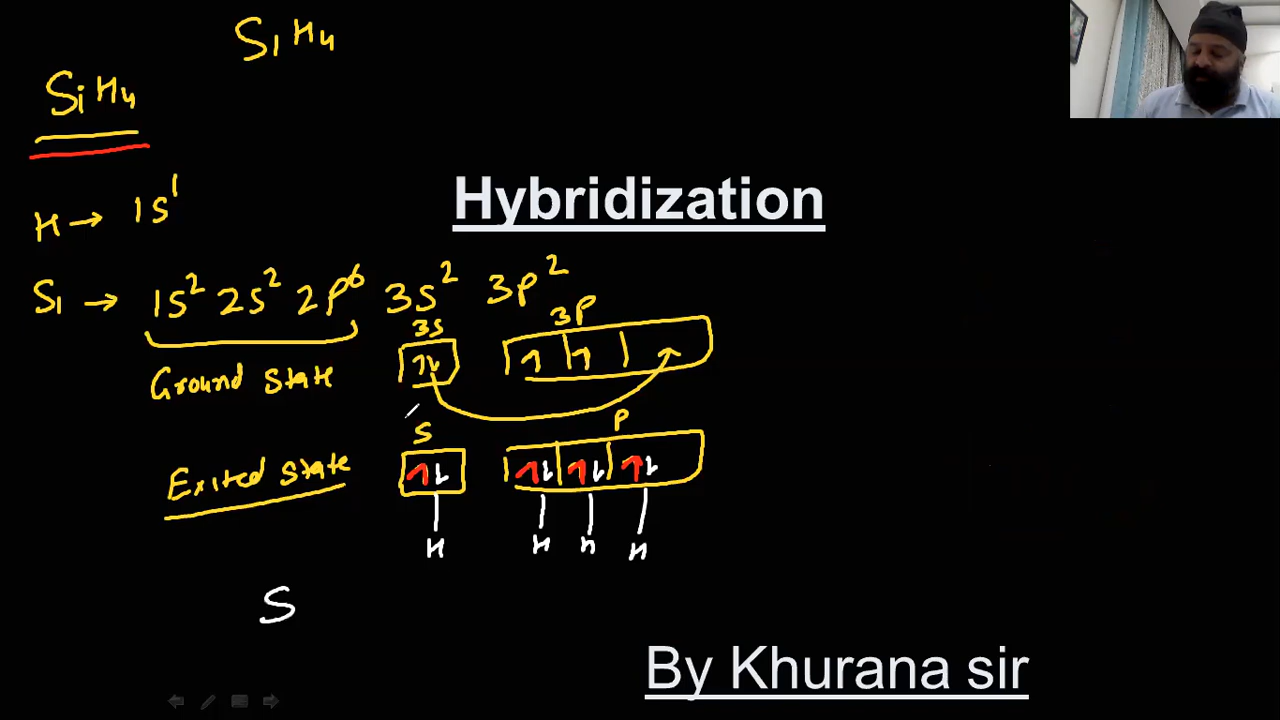 SiH4
SiH4
Hybridization
H → 1s¹
Si → 1s² 2s² 2p⁶ 3s² 3p²
3s 3p
Ground state
s p
Exited state
H H H H
S
By Khurana sir